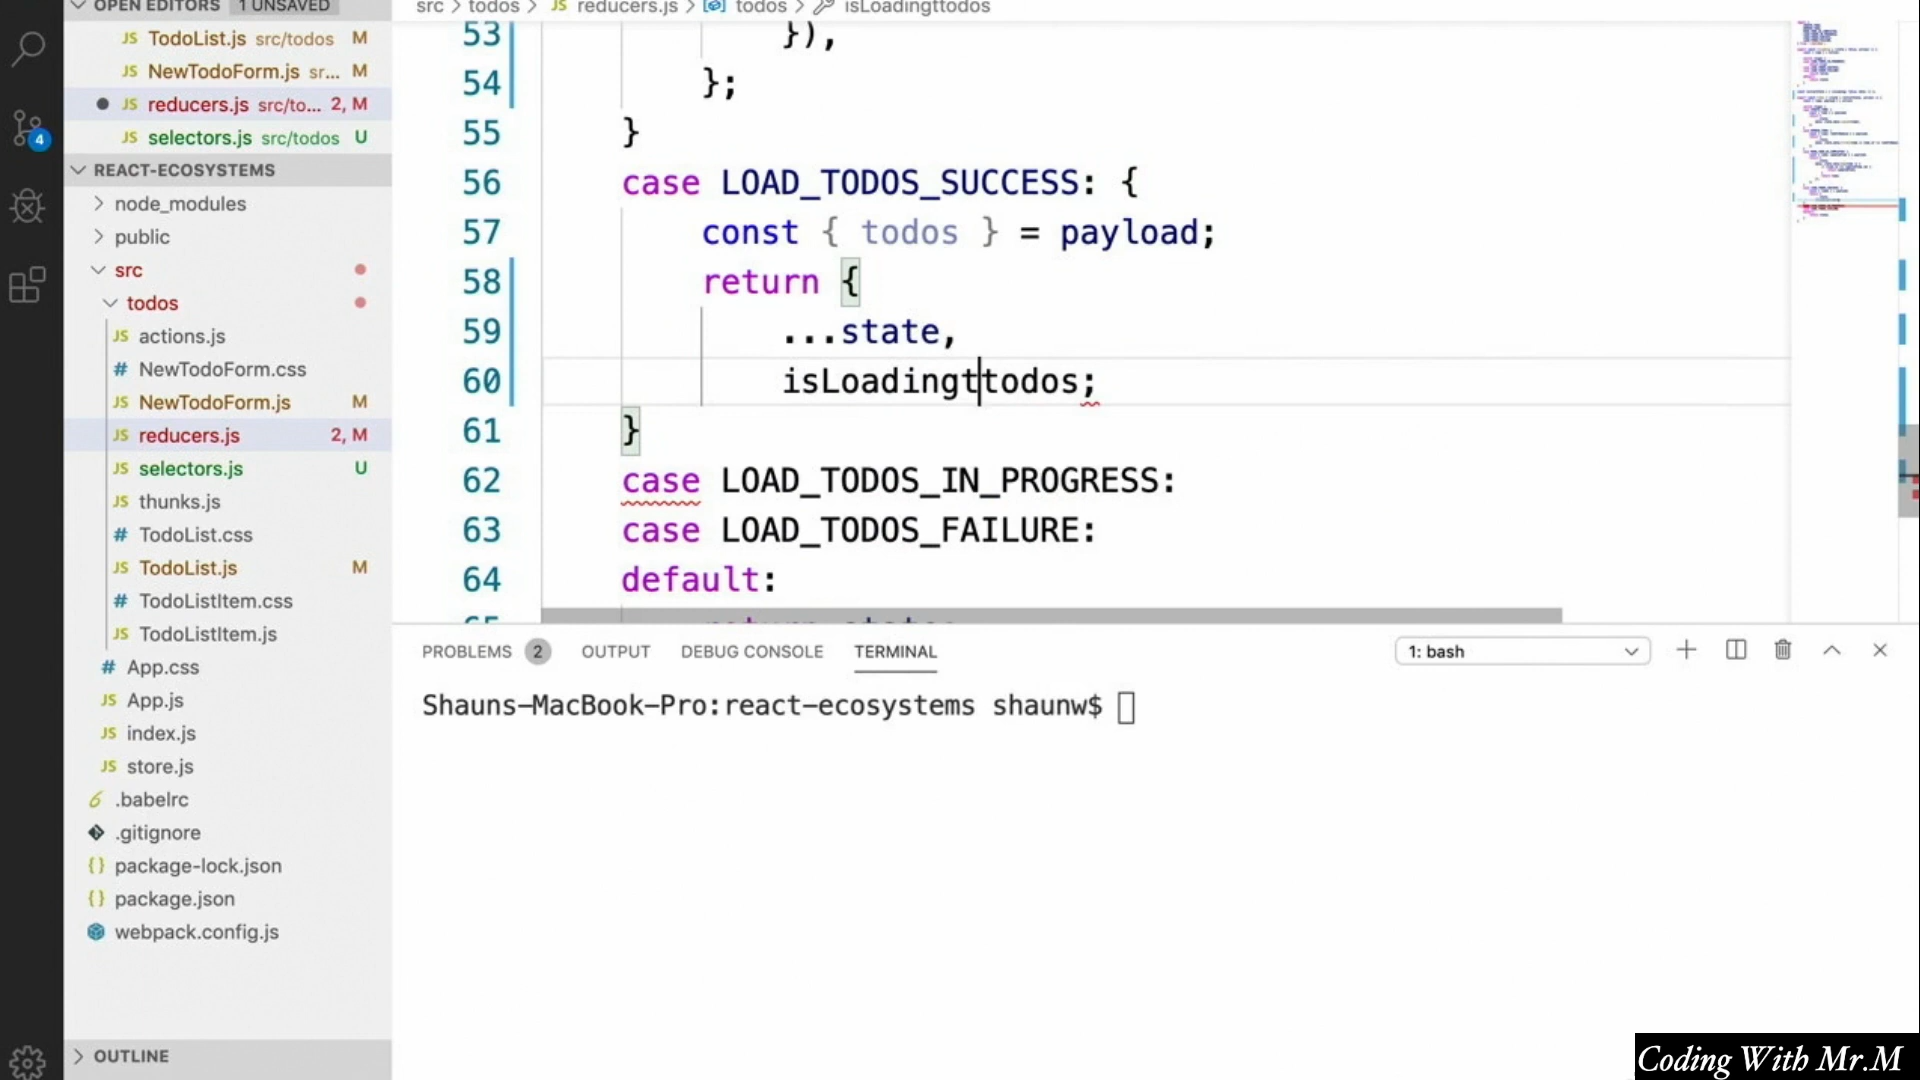 OPEN EDITORS 1 UNSAVED
JS TodoList.js src/todos M
JS NewTodoForm.js sr... M
JS reducers.js src/to... 2, M
JS selectors.js src/todos U
REACT-ECOSYSTEMS
node_modules
public
src
todos
JS actions.js
# NewTodoForm.css
JS NewTodoForm.js M
JS reducers.js 2, M
JS selectors.js U
JS thunks.js
# TodoList.css
JS TodoList.js M
# TodoListItem.css
JS TodoListItem.js
# App.css
JS App.js
JS index.js
JS store.js
.babelrc
.gitignore
{} package-lock.json
{} package.json
webpack.config.js
OUTLINE
4
src > todos > JS reducers.js > todos > isLoadingttodos
53 }),
54 };
55 }
56 case LOAD_TODOS_SUCCESS: {
57 const { todos } = payload;
58 return {
59 ...state,
60 isLoadingttodos;
61 }
62 case LOAD_TODOS_IN_PROGRESS:
63 case LOAD_TODOS_FAILURE:
64 default:
PROBLEMS 2 OUTPUT DEBUG CONSOLE TERMINAL 1: bash
Shauns-MacBook-Pro:react-ecosystems shaunw$
Coding With Mr.M